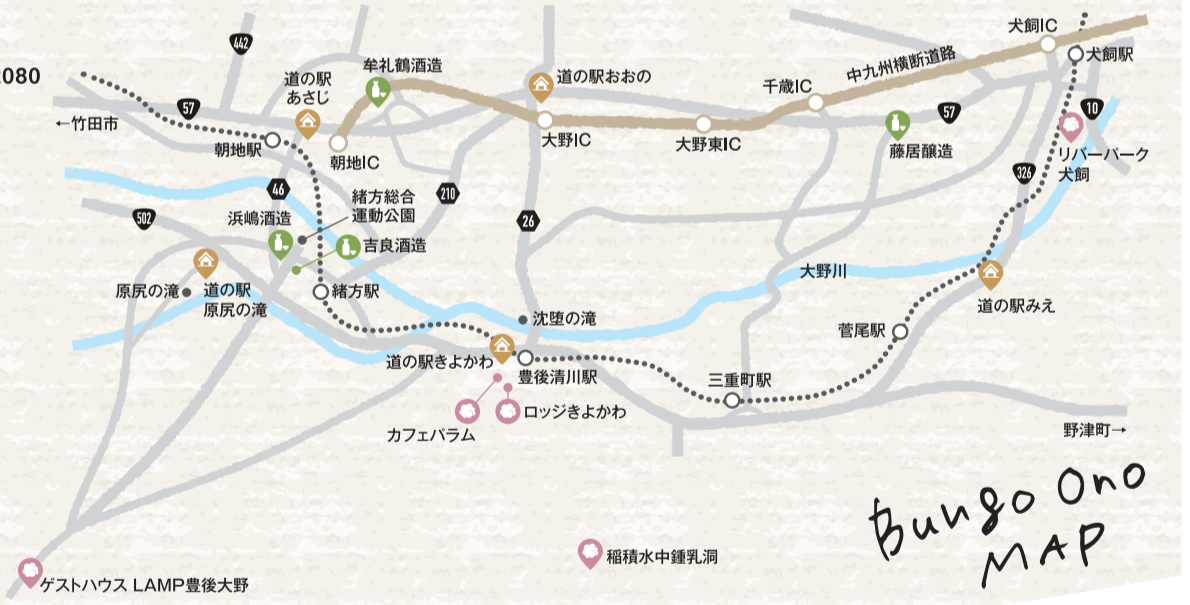 442
犬飼IC
:080
牟礼鶴酒造
道の駅
あさじ
道の駅おおの
中九州横断道路
犬飼駅
千歳IC
57
57
10
←竹田市
朝地駅
朝地IC
大野IC
大野東IC
藤居醸造
リバーパーク
犬飼
326
46
210
緒方総合
運動公園
502
浜嶋酒造
26
吉良酒造
大野川
原尻の滝
道の駅
原尻の滝
緒方駅
道の駅みえ
沈堕の滝
菅尾駅
道の駅きよかわ
豊後清川駅
三重町駅
ロッジきよかわ
カフェパラム
野津町→
Bungo Ono
MAP
稲積水中鍾乳洞
ゲストハウス LAMP豊後大野